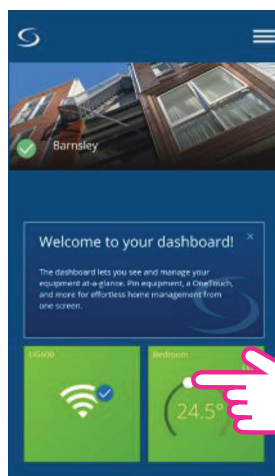 Barnsley
Welcome to your dashboard!
The dashboard lets you see and manage your
equipment at-a-glance. Pin equipment, a OneTouch,
and more for effortless home management from
one screen.
UG600
Bedroom
24.5°